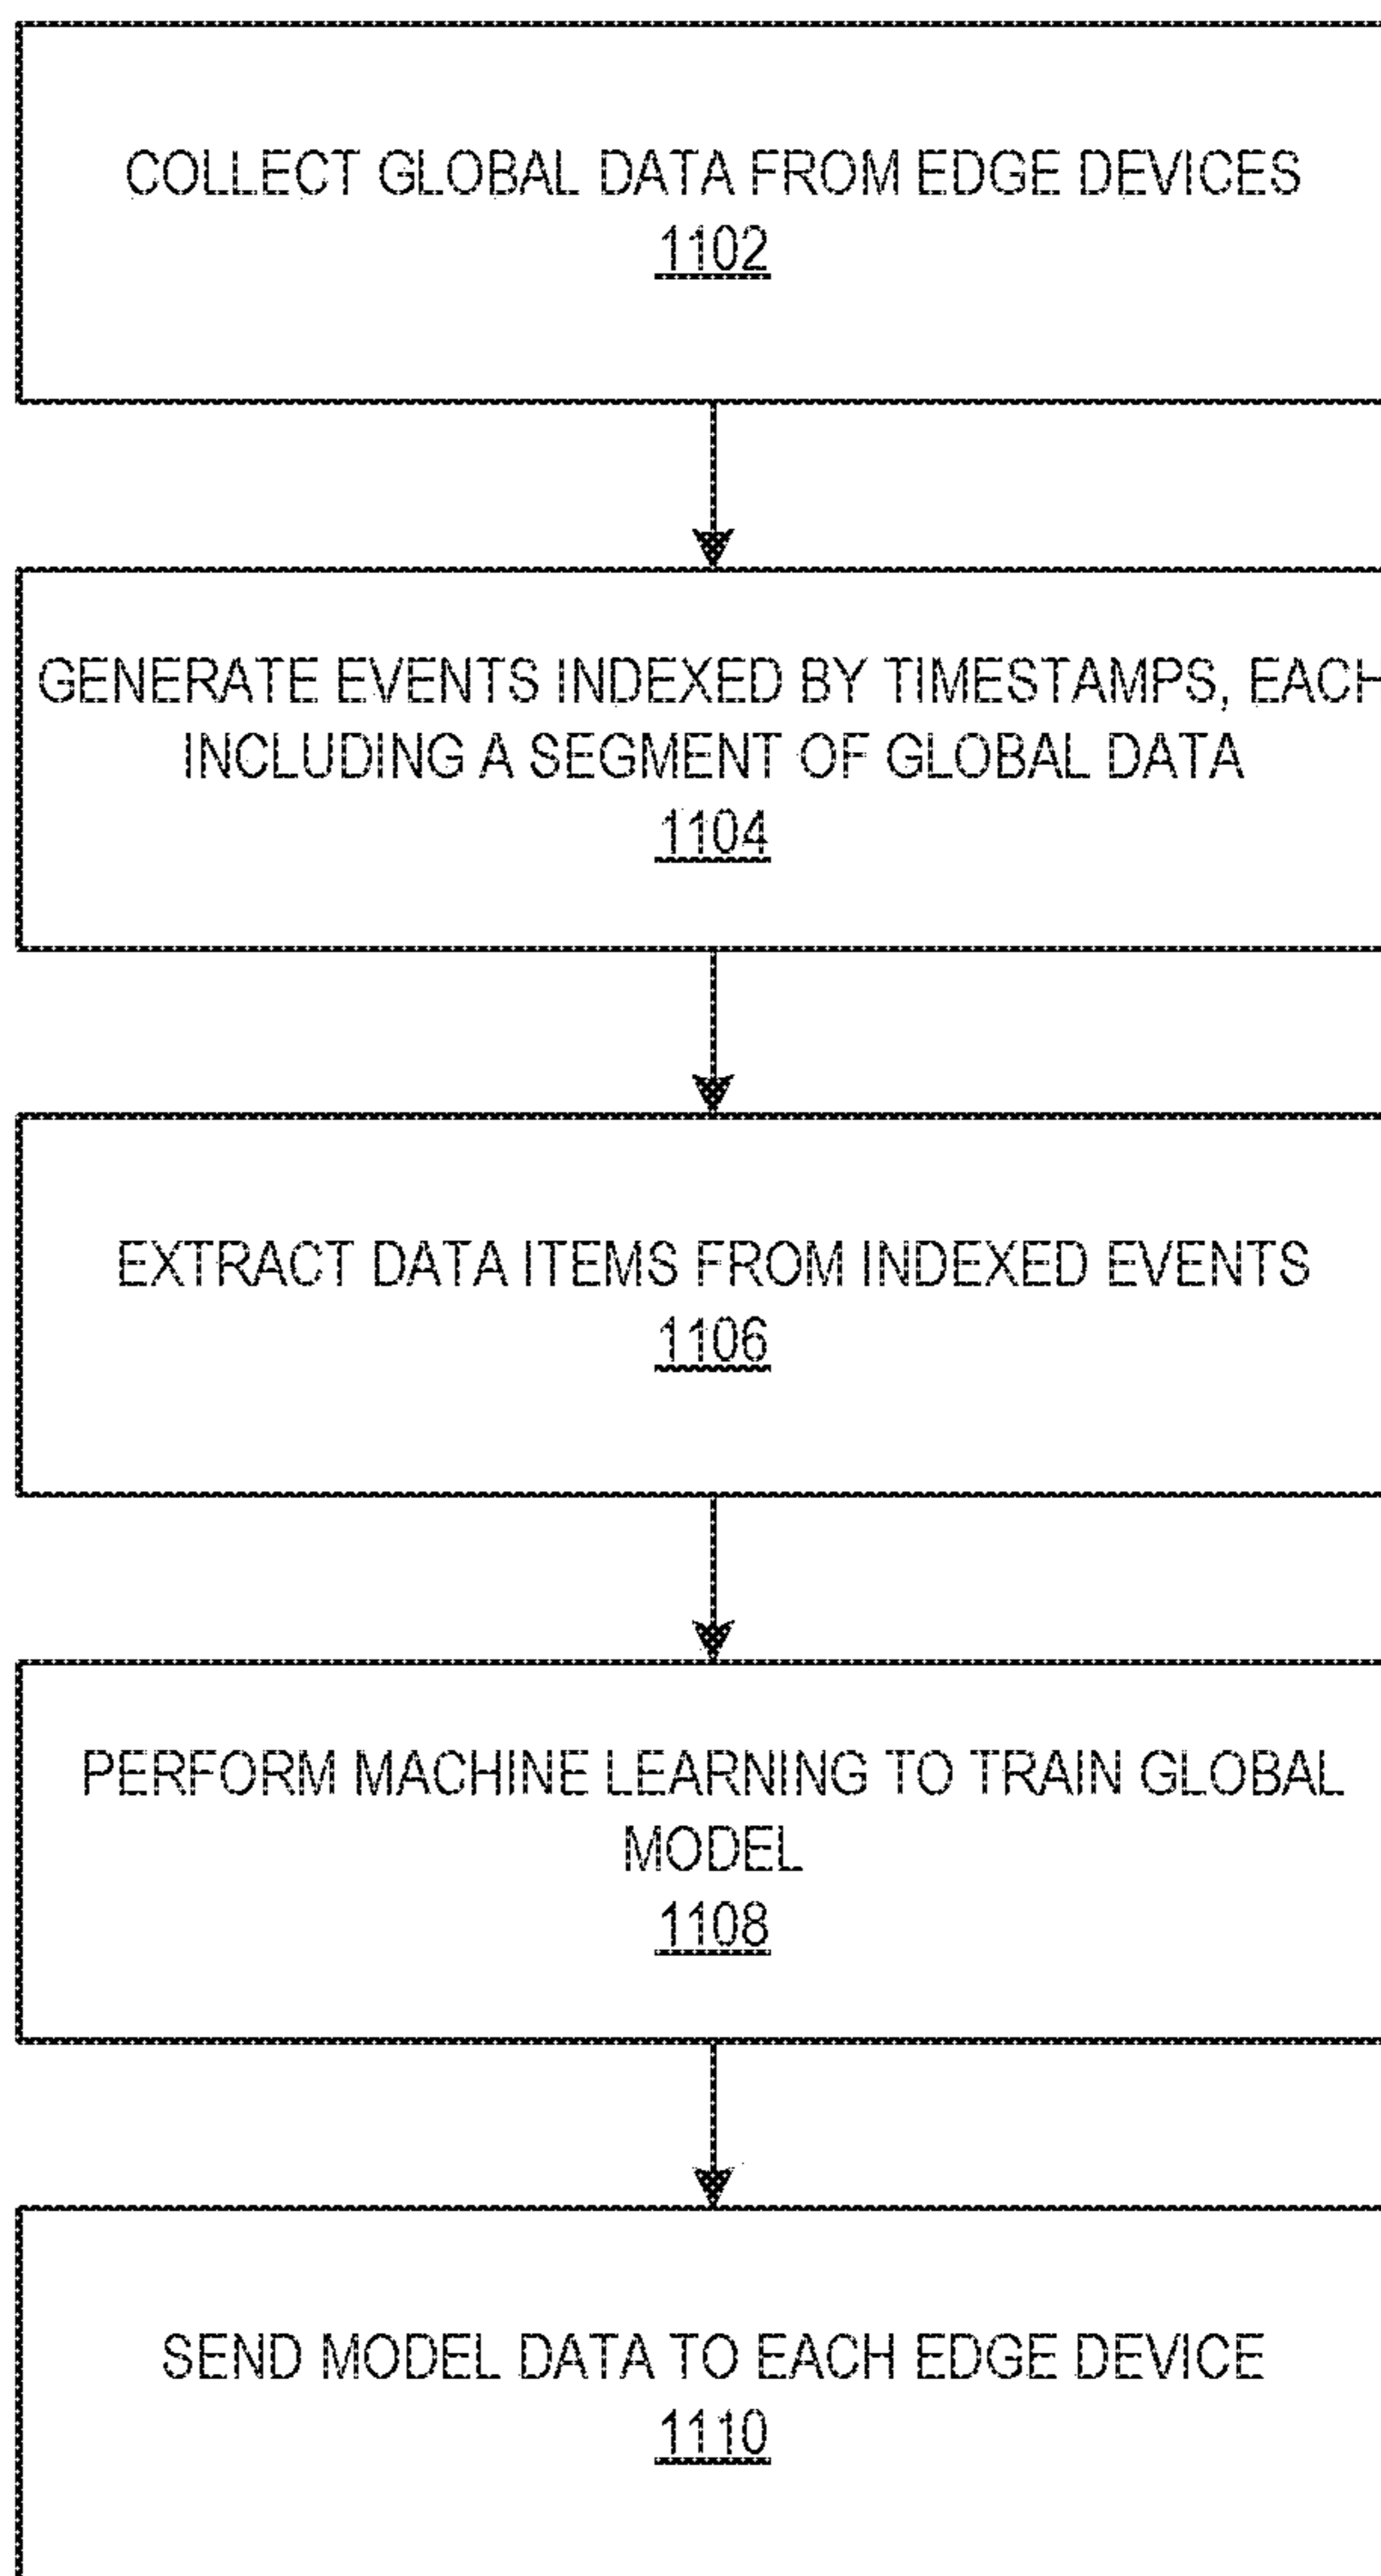 COLLECT GLOBAL DATA FROM EDGE DEVICES
1102
GENERATE EVENTS INDEXED BY TIMESTAMPS, EACH
INCLUDING A SEGMENT OF GLOBAL DATA
1104
EXTRACT DATA ITEMS FROM INDEXED EVENTS
1106
PERFORM MACHINE LEARNING TO TRAIN GLOBAL
MODEL
1108
SEND MODEL DATA TO EACH EDGE DEVICE
1110